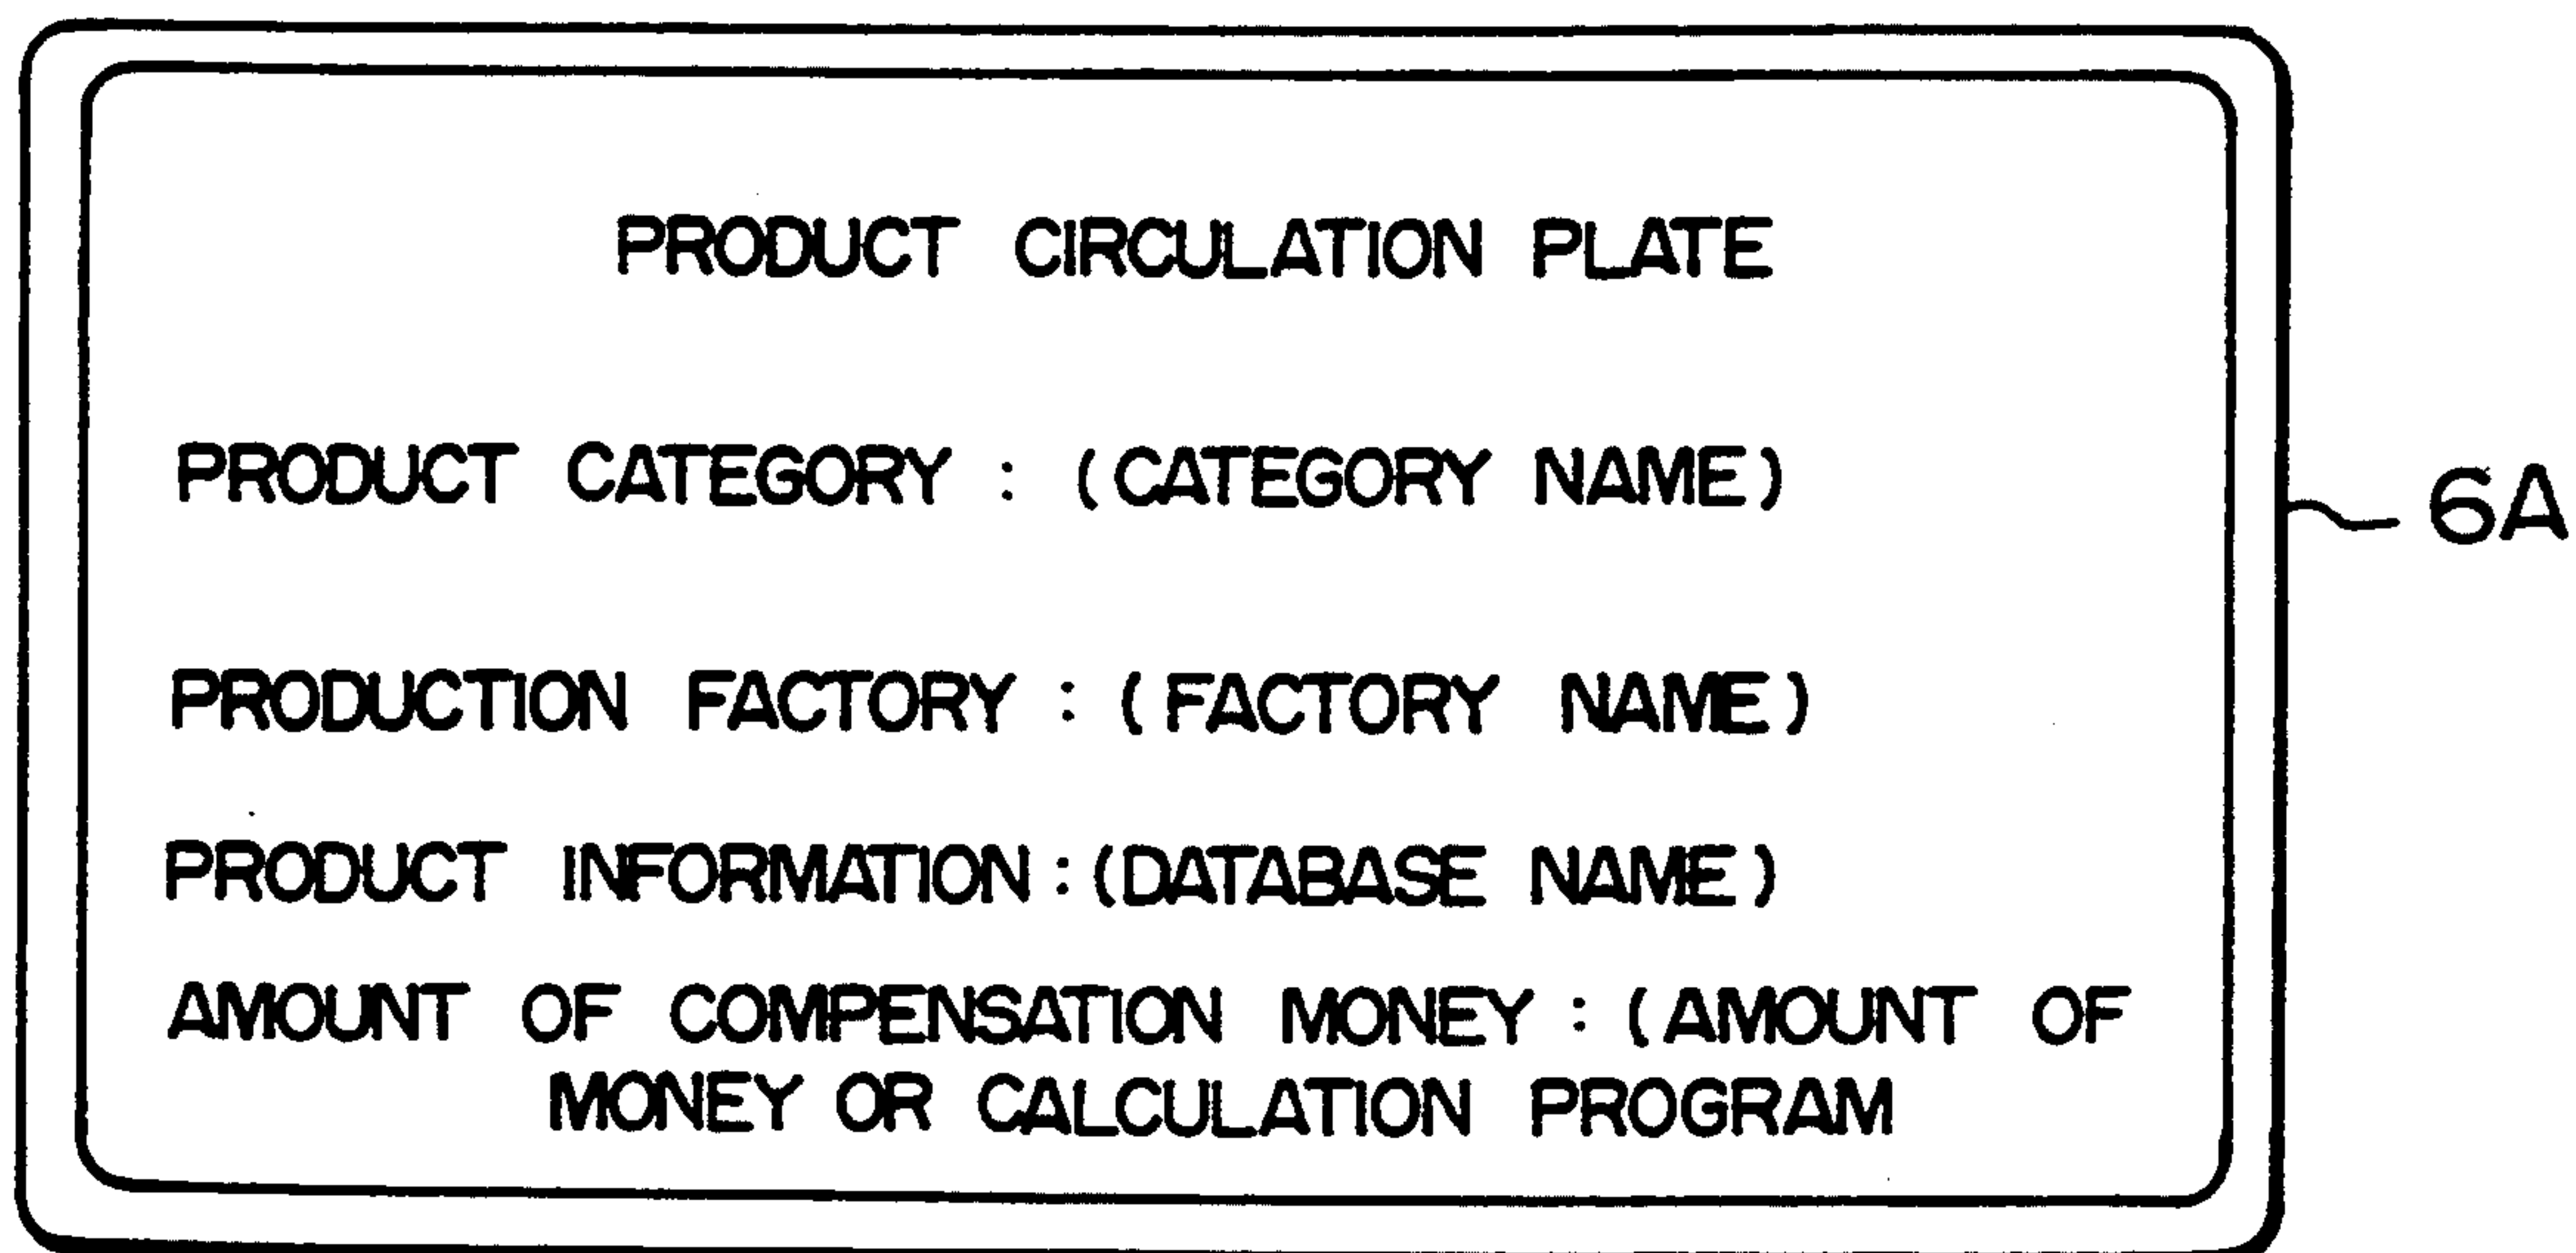 PRODUCT CIRCULATION PLATE
PRODUCT CATEGORY : (CATEGORY NAME)
6A
PRODUCTION FACTORY : (FACTORY NAME)
PRODUCT INFORMATION : (DATABASE NAME)
AMOUNT OF COMPENSATION MONEY : (AMOUNT OF
MONEY OR CALCULATION PROGRAM